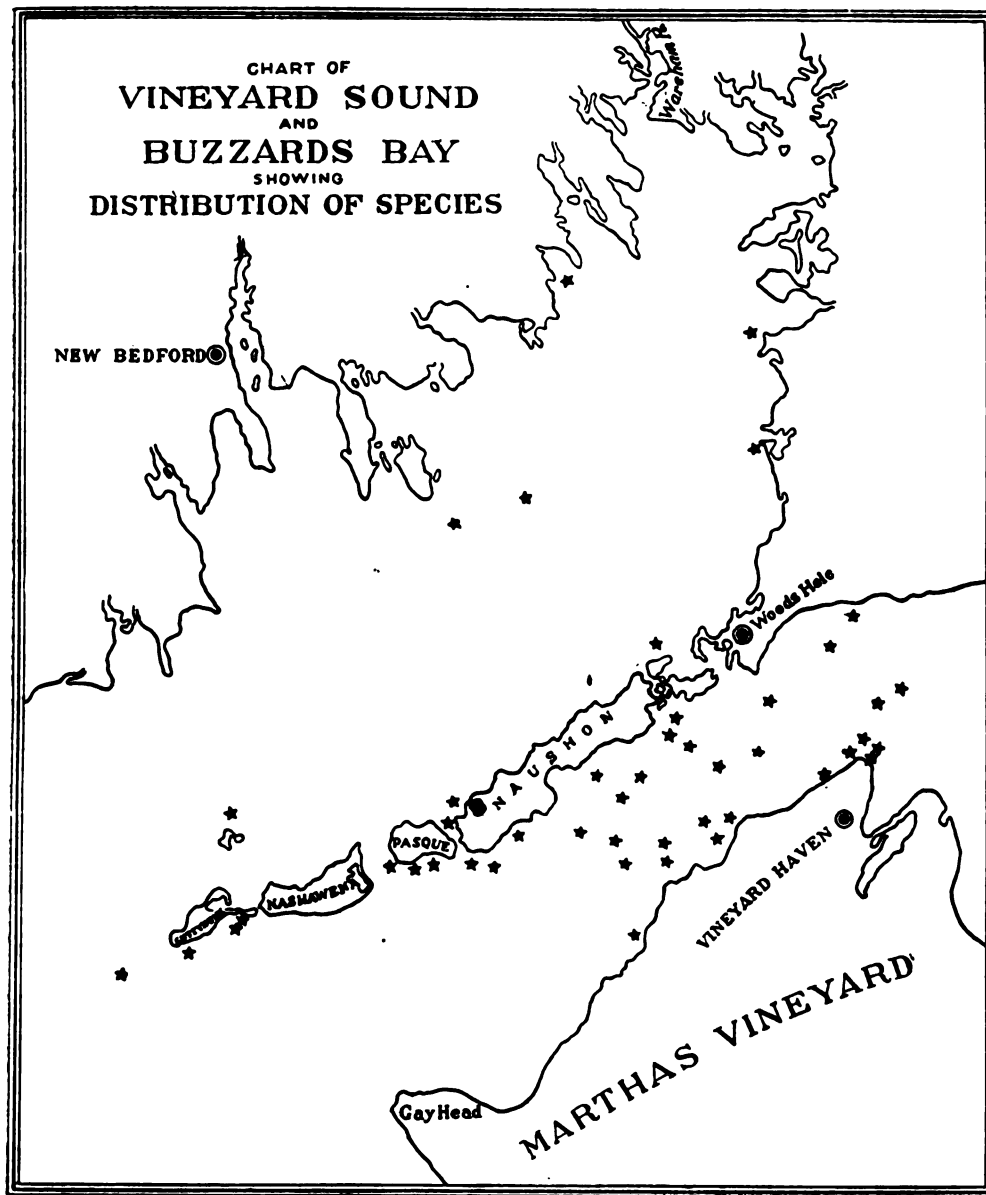 CHART OF
VINEYARD SOUND
AND
BUZZARDS BAY
SHOWING
DISTRIBUTION OF SPECIES
Wareham R.
NEW BEDFORD
Woods Hole
NAUSHON
PASQUE
NASHAWENA
VINEYARD HAVEN
MARTHAS VINEYARD
Gay Head